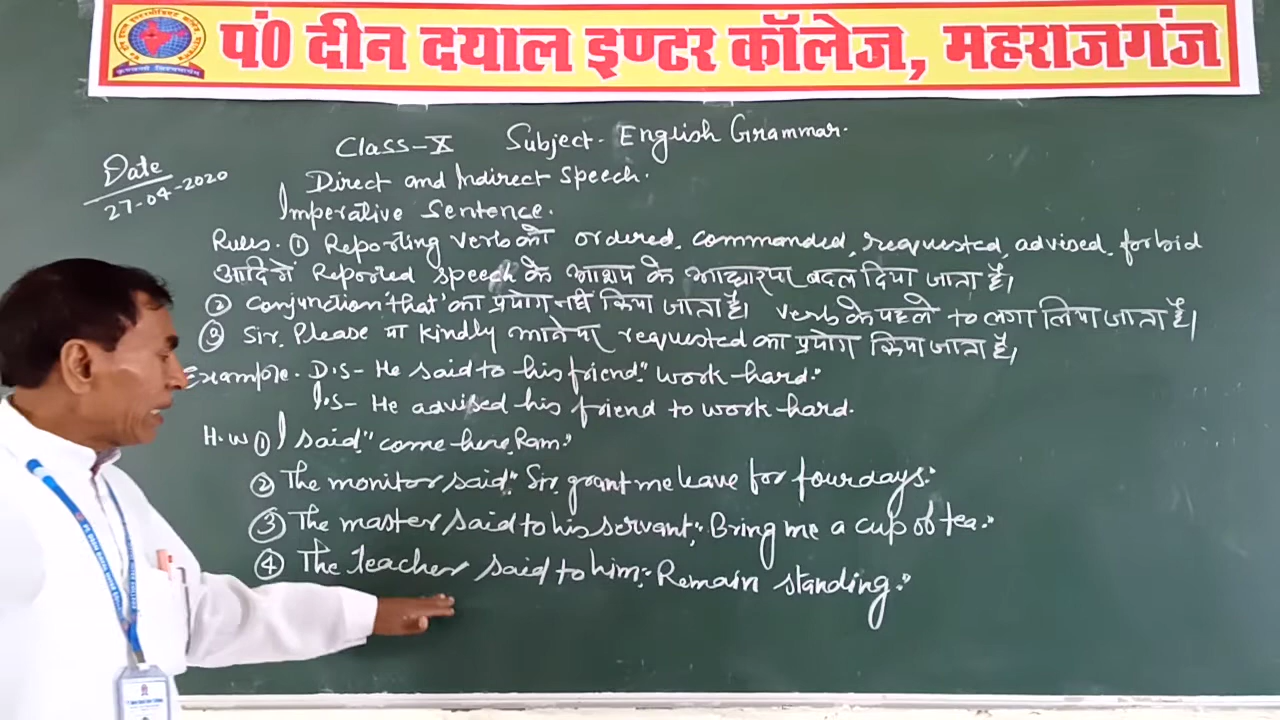 पं0 दीन दयाल इण्टर कॉलेज, महराजगंज
Class-X Subject. English Grammar.
Date
27-04-2020
Direct and Indirect Speech.
Imperative Sentence.
Rules. ① Reporting verb को ordered, commanded, requested, advised, forbid
आदि में Reported speech के आशय के अनुसार बदल दिया जाता है।
② Conjunction 'that' का प्रयोग नहीं किया जाता है। verb के पहले to लगा लिया जाता है।
③ Sir, Please या Kindly आने पर requested का प्रयोग किया जाता है।
Example. D.S- He said to his friend," work hard."
I.S- He advised his friend to work hard.
H.W ① I said," come here, Ram."
② The monitor said," Sir, grant me leave for four days."
③ The master said to his servant," Bring me a cup of tea."
④ The teacher said to him," Remain standing."